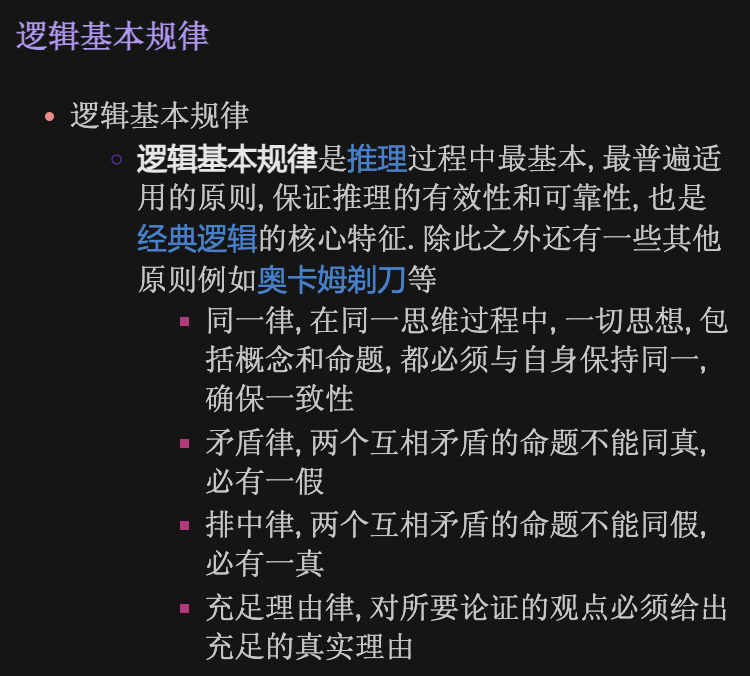 逻辑基本规律
逻辑基本规律
逻辑基本规律是推理过程中最基本, 最普遍适
用的原则, 保证推理的有效性和可靠性, 也是
经典逻辑的核心特征. 除此之外还有一些其他
原则例如奥卡姆剃刀等
同一律, 在同一思维过程中, 一切思想, 包
括概念和命题, 都必须与自身保持同一,
确保一致性
矛盾律, 两个互相矛盾的命题不能同真,
必有一假
排中律, 两个互相矛盾的命题不能同假,
必有一真
充足理由律, 对所要论证的观点必须给出
充足的真实理由